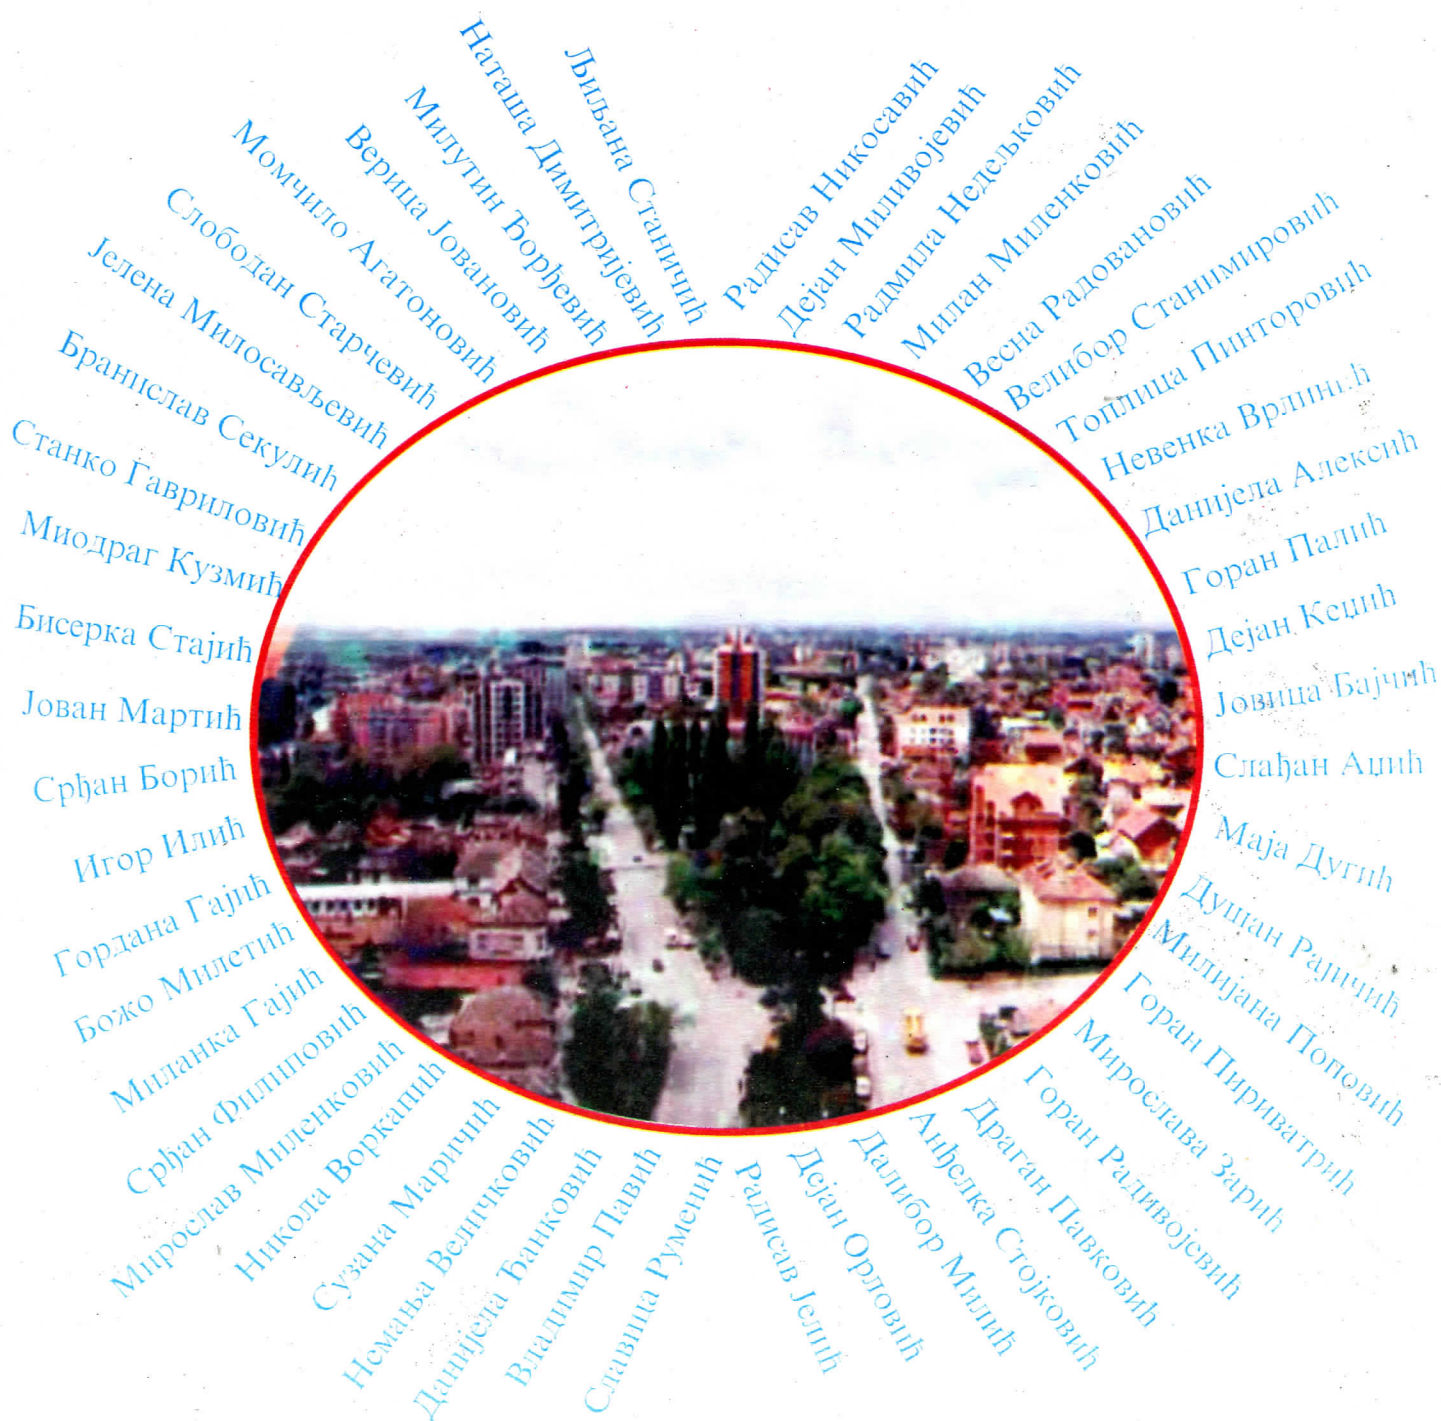 Радисав Никосавић
Дејан Миливојевић
Радмила Недељковић
Милан Миленковић
Весна Радовановић
Велибор Станимировић
Топлица Пинторовић
Невенка Врлинић
Данијела Алексић
Горан Палић
Дејан Кецић
Јовица Бајчић
Слађан Аџић
Маја Дугић
Душан Рајичић
Милијана Поповић
Горан Пириватрић
Мирослава Зарић
Горан Радивојевић
Драган Павковић
Анђелка Стојковић
Далибор Милић
Дејан Орловић
Радисав Јелић
Славица Руменић
Владимир Павић
Данијела Ђанковић
Немања Величковић
Сузана Маричић
Никола Воркапић
Мирослав Миленковић
Срђан Филиповић
Миланка Гајић
Божо Милетић
Гордана Гајић
Игор Илић
Срђан Борић
Јован Мартић
Бисерка Стајић
Миодраг Кузмић
Станко Гавриловић
Бранислав Секулић
Јелена Милосављевић
Слободан Старчевић
Момчило Агатоновић
Верица Јовановић
Милутин Ђорђевић
Наташа Димитријевић
Љиљана Станичић